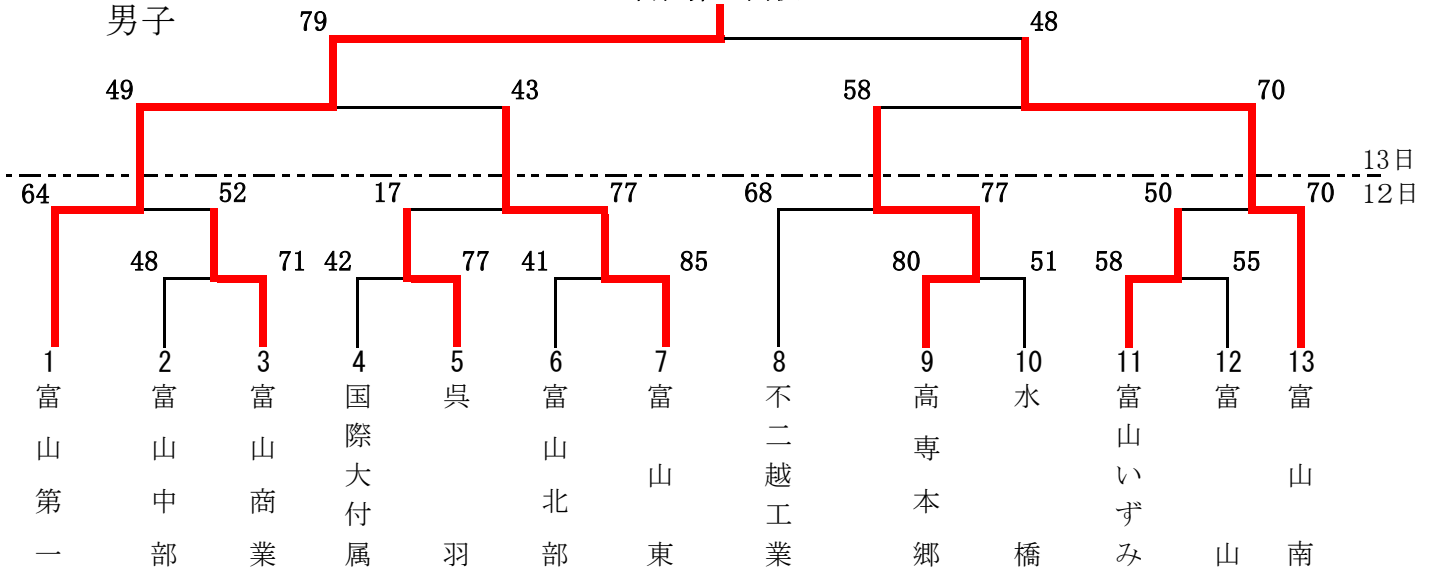 男子
79 48
49 43 58 70
13日
64 52 17 77 68 77 50 70 12日
48 71 42 77 41 85 80 51 58 55
1 2 3 4 5 6 7 8 9 10 11 12 13
富山第一
富山中部
富山商業
国際大付属
呉羽
富山北部
富山東
不二越工業
高専本郷
水橋
富山いずみ
富山
富山南